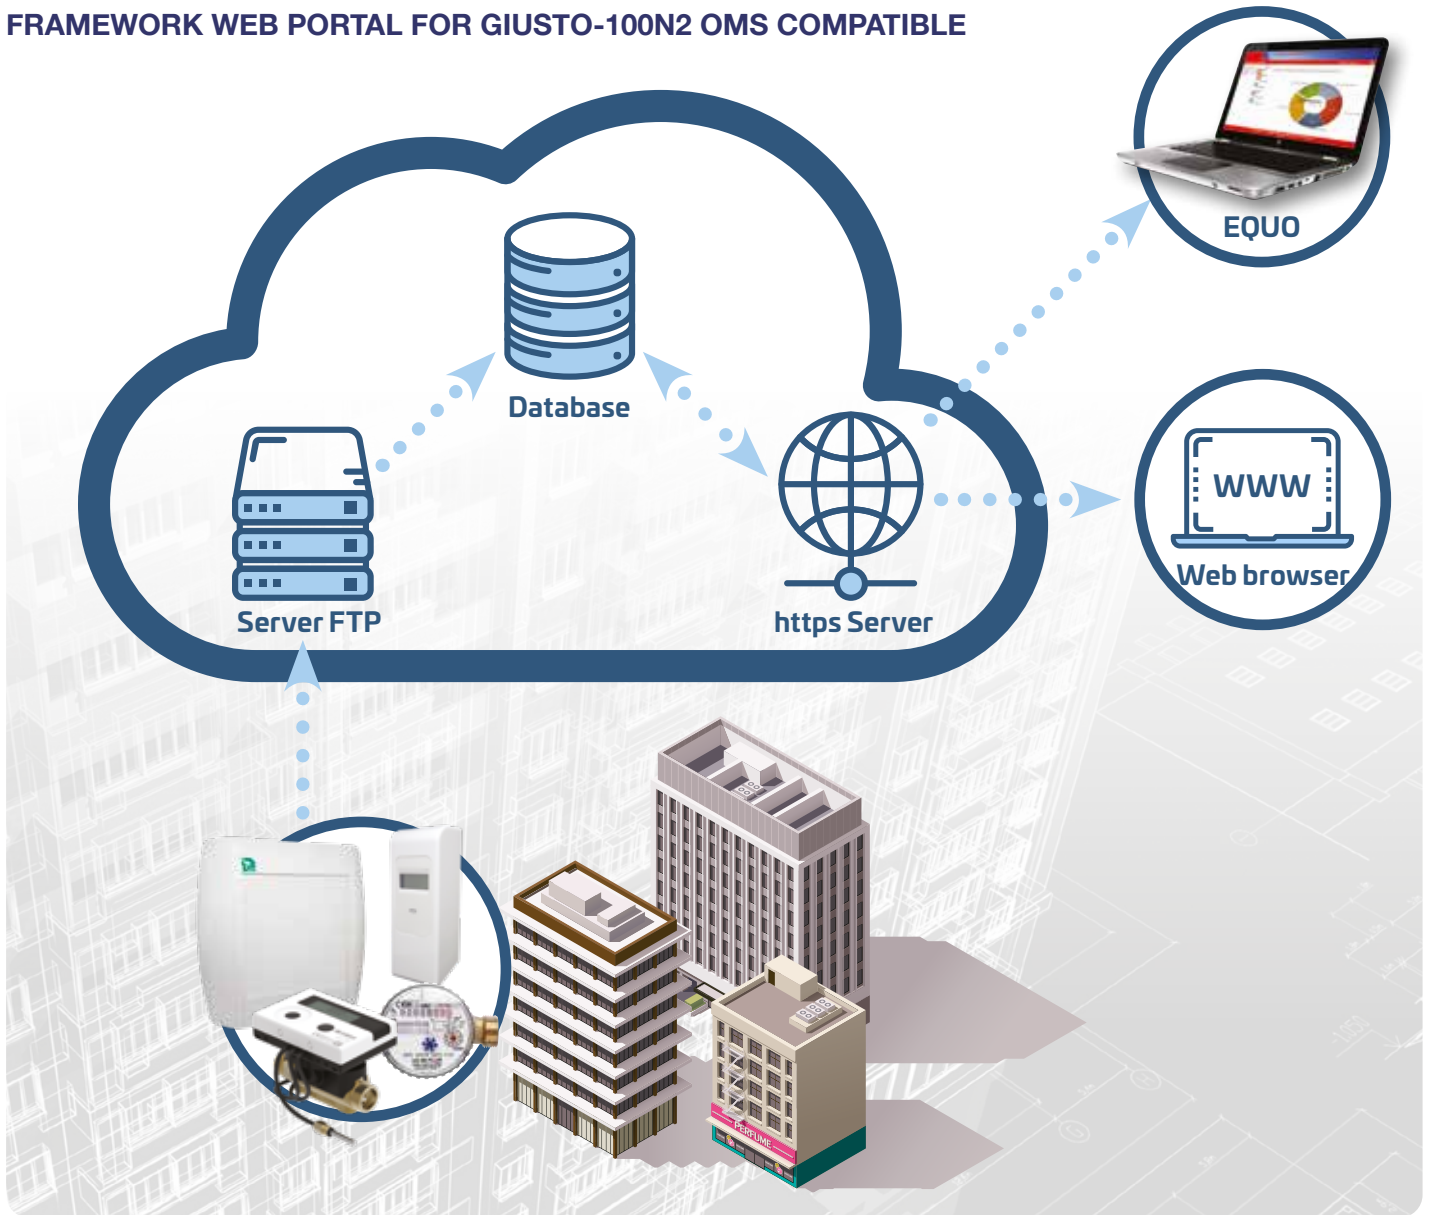 FRAMEWORK WEB PORTAL FOR GIUSTO-100N2 OMS COMPATIBLE
EQUO
Database
WWW
Web browser
Server FTP
https Server
PERFUME